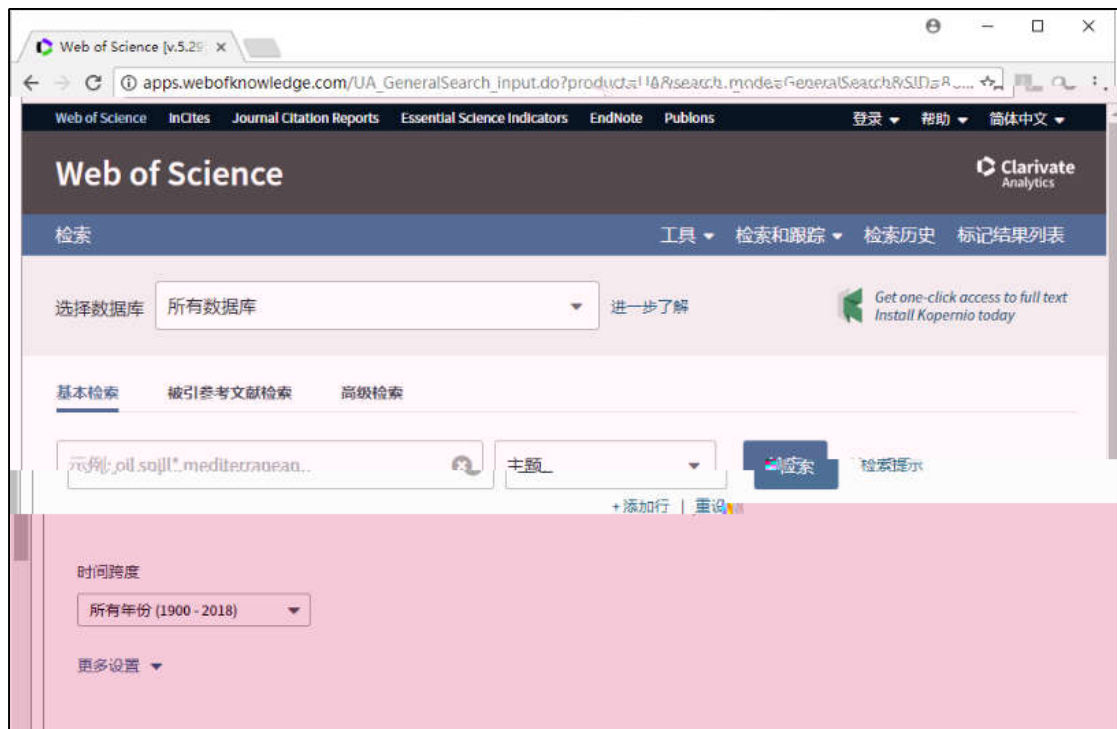 Web of Science [v.5.29
apps.webofknowledge.com/UA_GeneralSearch_input.do?product=UA&search_mode=GeneralSearch&SID=8...
Web of Science InCites Journal Citation Reports Essential Science Indicators EndNote Publons 登录 帮助 简体中文
Web of Science
Clarivate
Analytics
检索 工具 检索和跟踪 检索历史 标记结果列表
选择数据库 所有数据库 进一步了解
Get one-click access to full text
Install Kopernio today
基本检索 被引参考文献检索 高级检索
示例: oil spill* mediterranean 主题 检索 检索提示
+添加行 | 重设
时间跨度
所有年份 (1900 - 2018)
更多设置